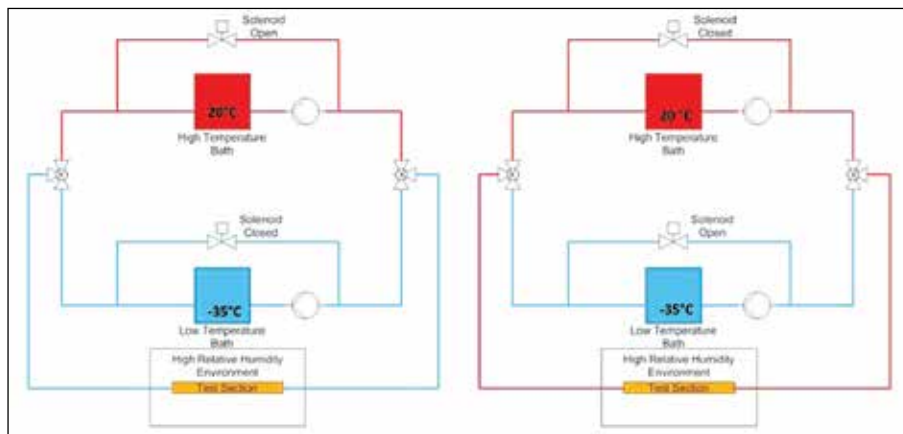 Solenoid
Open
20°C
High Temperature
Bath
Solenoid
Closed
-35°C
Low Temperature
Bath
High Relative Humidity
Environment
Test Section
Solenoid
Closed
20°C
High Temperature
Bath
Solenoid
Open
-35°C
Low Temperature
Bath
High Relative Humidity
Environment
Test Section